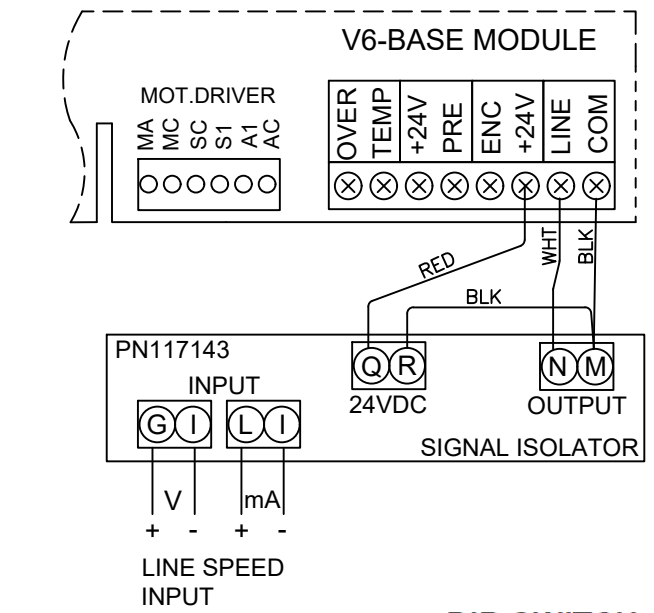 V6-BASE MODULE
MOT.DRIVER
MA MC SC S1 A1 AC
OVER TEMP +24V PRE ENC +24V LINE COM
RED
WHT
BLK
BLK
PN117143
INPUT
Q R
24VDC
N M
OUTPUT
G I L I
SIGNAL ISOLATOR
V mA
+ - + -
LINE SPEED
INPUT